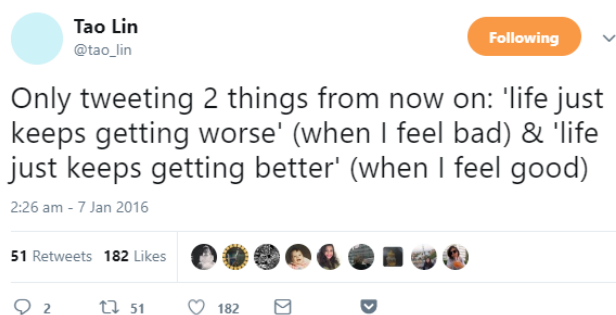 Tao Lin
@tao_lin
Following
Only tweeting 2 things from now on: 'life just
keeps getting worse' (when I feel bad) & 'life
just keeps getting better' (when I feel good)
2:26 am - 7 Jan 2016
51 Retweets 182 Likes
2 51 182